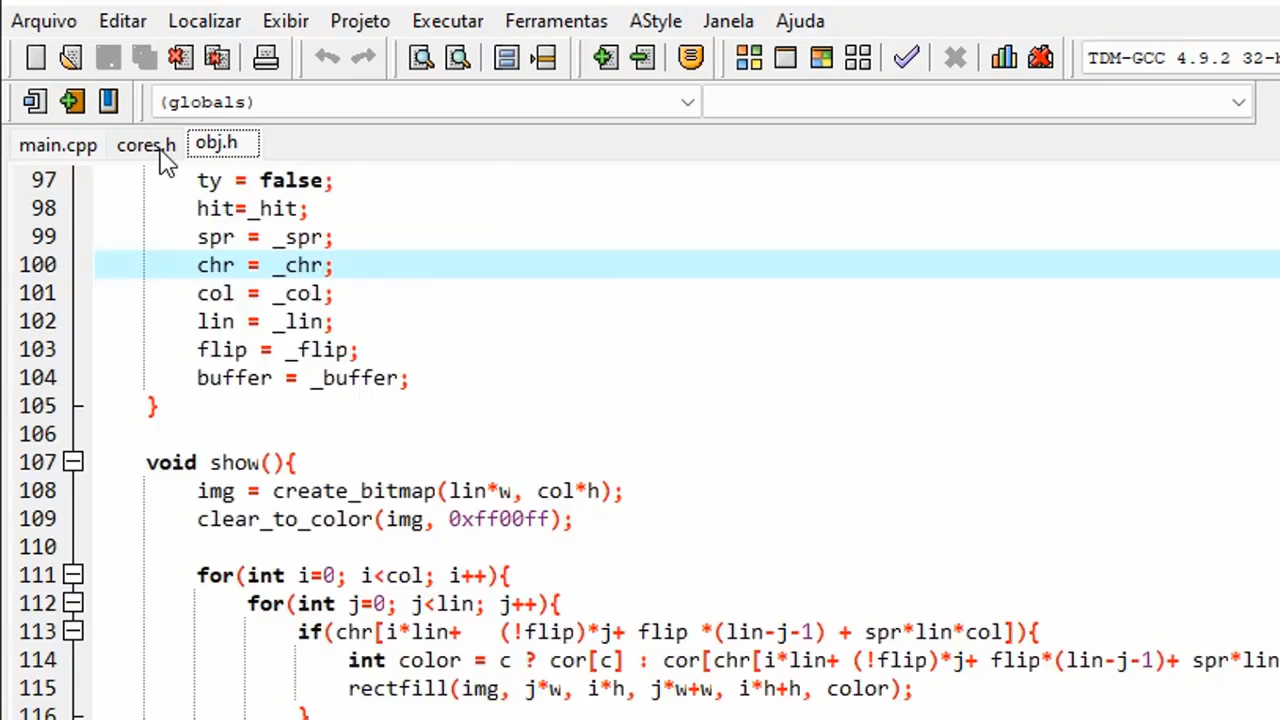 Arquivo Editar Localizar Exibir Projeto Executar Ferramentas AStyle Janela Ajuda
TDM-GCC 4.9.2 32-b
(globals)
main.cpp cores.h obj.h
97 ty = false;
98 hit=_hit;
99 spr = _spr;
100 chr = _chr;
101 col = _col;
102 lin = _lin;
103 flip = _flip;
104 buffer = _buffer;
105 }
106
107 void show(){
108 img = create_bitmap(lin*w, col*h);
109 clear_to_color(img, 0xff00ff);
110
111 for(int i=0; i<col; i++){
112 for(int j=0; j<lin; j++){
113 if(chr[i*lin+ (!flip)*j+ flip *(lin-j-1) + spr*lin*col]){
114 int color = c ? cor[c] : cor[chr[i*lin+ (!flip)*j+ flip*(lin-j-1)+ spr*lin
115 rectfill(img, j*w, i*h, j*w+w, i*h+h, color);
116 }